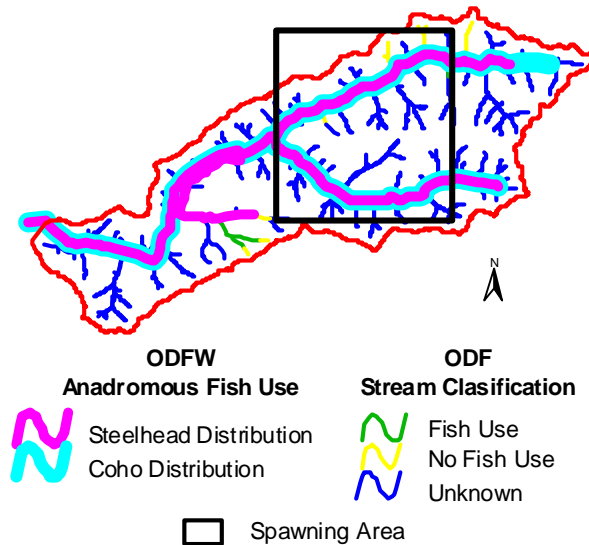 N
ODFW
Anadromous Fish Use
Steelhead Distribution
Coho Distribution
ODF
Stream Clasification
Fish Use
No Fish Use
Unknown
Spawning Area